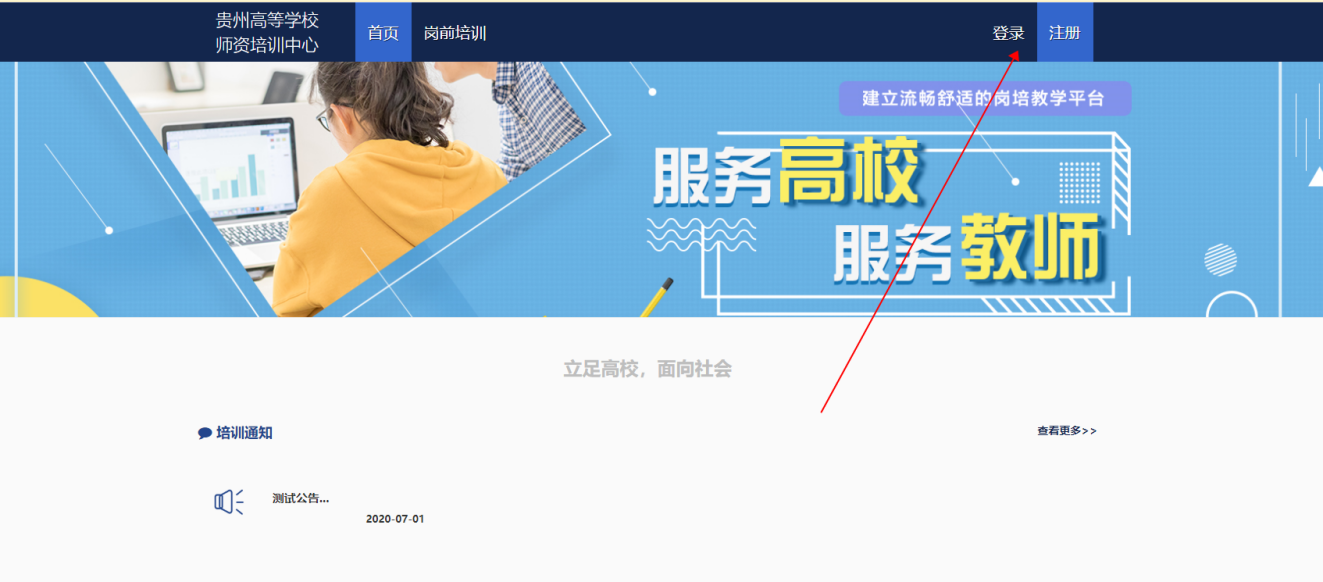 贵州高等学校
师资培训中心
首页
岗前培训
登录
注册
建立流畅舒适的岗培教学平台
服务高校
服务教师
立足高校，面向社会
培训通知
查看更多>>
测试公告...
2020-07-01